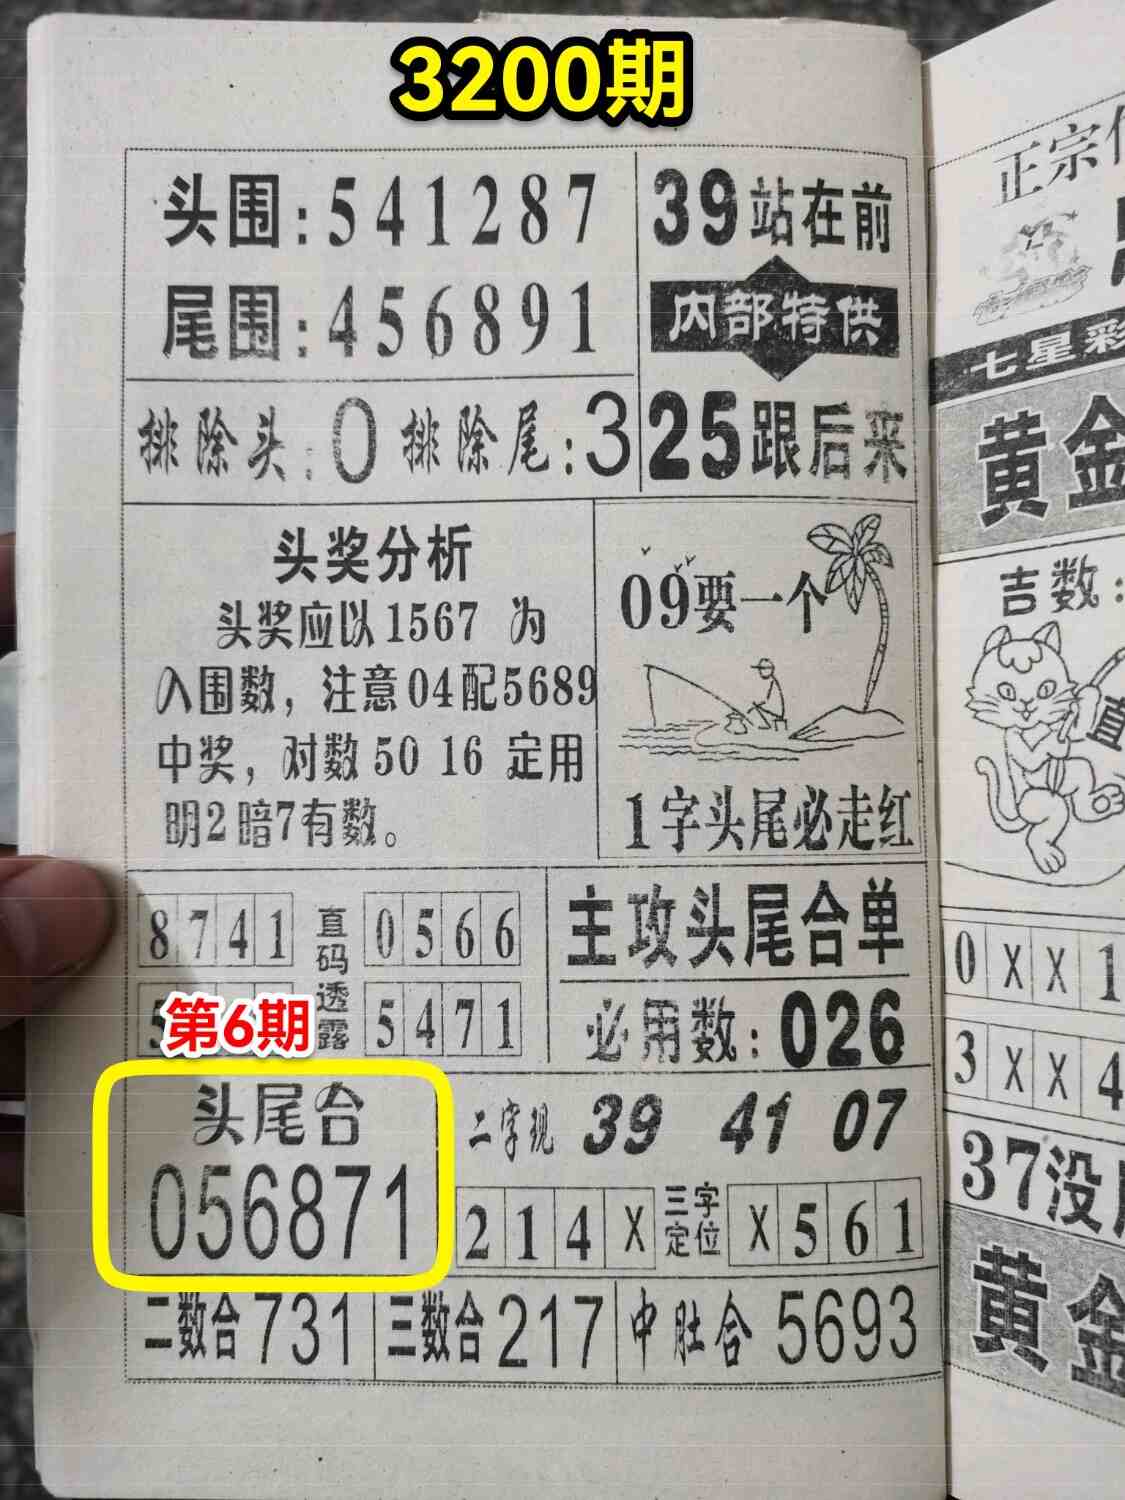 3200期
头围:541287
尾围:456891
排除头:0 排除尾:3
39站在前
内部特供
25跟后来
头奖分析
头奖应以1567 为
入围数，注意04配5689
中奖，对数50 16 定用
明2暗7有数。
09要一个
1字头尾必走红
8741
直码透露
0566
5471
第6期
主攻头尾合单
必用数:026
头尾合
056871
二字现 39 41 07
214X
三字定位
X561
二数合731
三数合217
中肚合5693
正宗
七星彩
黄金
吉数:
直
0XX1
3XX4
37没
黄金